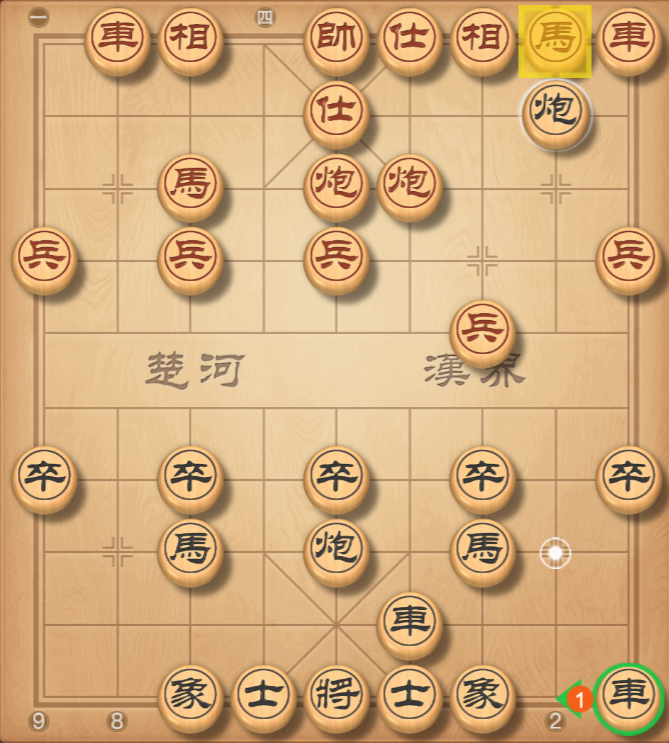 一 四
車 相 帥 仕 相 馬 車
仕 炮
馬 炮 炮
兵 兵 兵 兵
兵
楚河 漢界
卒 卒 卒 卒 卒
馬 炮 馬
車
象 士 將 士 象 1 車
9 8 2